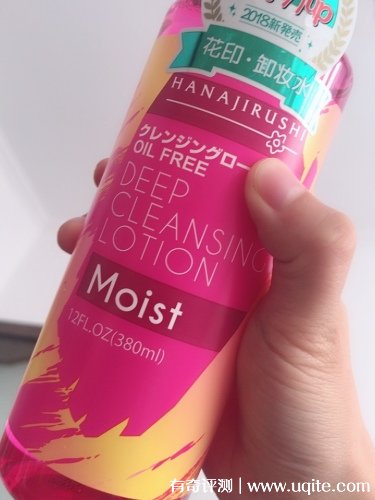 2018新発売
花印·卸妆水
HANAJIRUSHI
クレンジングロー
OIL FREE
DEEP
CLEANSING
LOTION
Moist
12FL.OZ(380ml)
有奇评测 | www.uqite.com